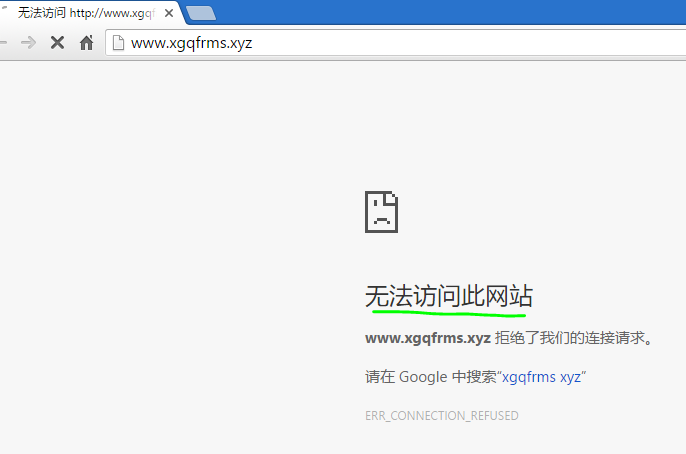 无法访问 http://www.xgqf
www.xgqfrms.xyz
无法访问此网站
www.xgqfrms.xyz 拒绝了我们的连接请求。
请在 Google 中搜索“xgqfrms xyz”
ERR_CONNECTION_REFUSED